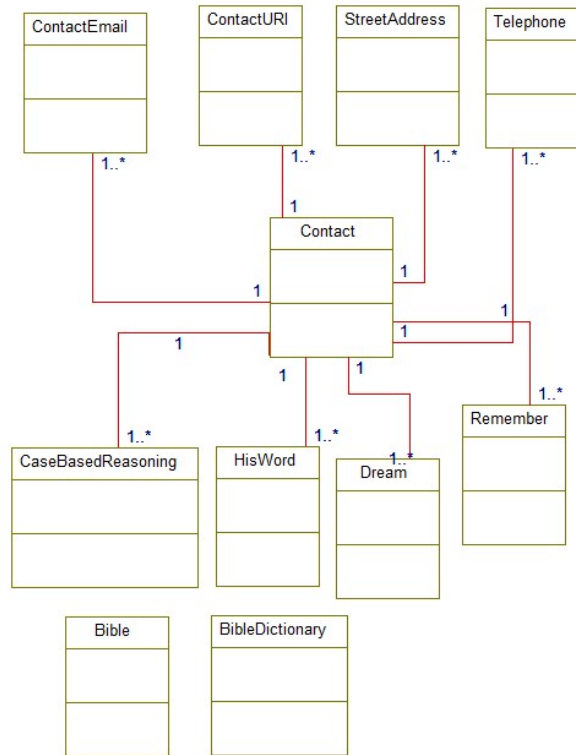 ContactEmail
ContactURI
StreetAddress
Telephone
1..*
1..*
1..*
1..*
1
Contact
1
1
1
1
1
1
1
1
1..*
1..*
1..*
1..*
CaseBasedReasoning
HisWord
Dream
Remember
Bible
BibleDictionary